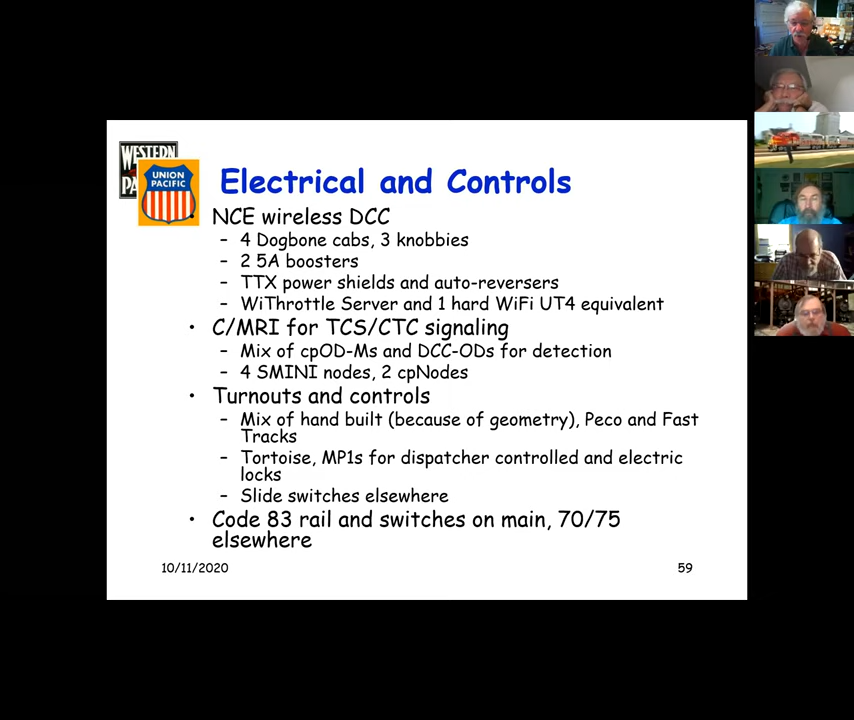 WESTERN
PA
UNION
PACIFIC
Electrical and Controls
NCE wireless DCC
– 4 Dogbone cabs, 3 knobbies
– 2 5A boosters
– TTX power shields and auto-reversers
– WiThrottle Server and 1 hard WiFi UT4 equivalent
• C/MRI for TCS/CTC signaling
– Mix of cpOD-Ms and DCC-ODs for detection
– 4 SMINI nodes, 2 cpNodes
• Turnouts and controls
– Mix of hand built (because of geometry), Peco and Fast
Tracks
– Tortoise, MP1s for dispatcher controlled and electric
locks
– Slide switches elsewhere
• Code 83 rail and switches on main, 70/75
elsewhere
10/11/2020
59